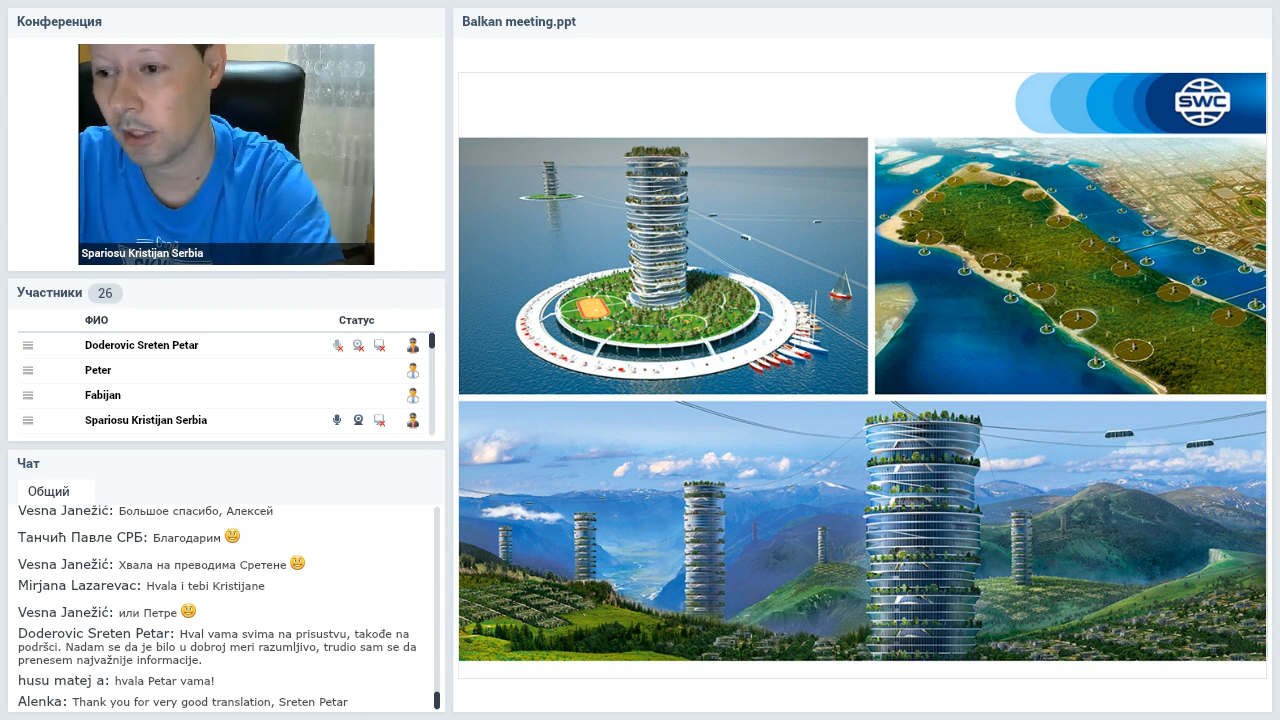 Конференция
Spariosu Kristijan Serbia
Участники 26
ФИО Статус
Doderovic Sreten Petar
Peter
Fabijan
Spariosu Kristijan Serbia
Чат
Общий
Vesna Janežić: Большое спасибо, Алексей
Танчић Павле СРБ: Благодарим
Vesna Janežić: Хвала на преводима Сретене
Mirjana Lazarevac: Hvala i tebi Kristijane
Vesna Janežić: или Петре
Doderovic Sreten Petar: Hval vama svima na prisustvu, takođe na
podršci. Nadam se da je bilo u dobroj meri razumljivo, trudio sam se da
prenesem najvažnije informacije.
husu matej a: hvala Petar vama!
Alenka: Thank you for very good translation, Sreten Petar
Balkan meeting.ppt
SWC